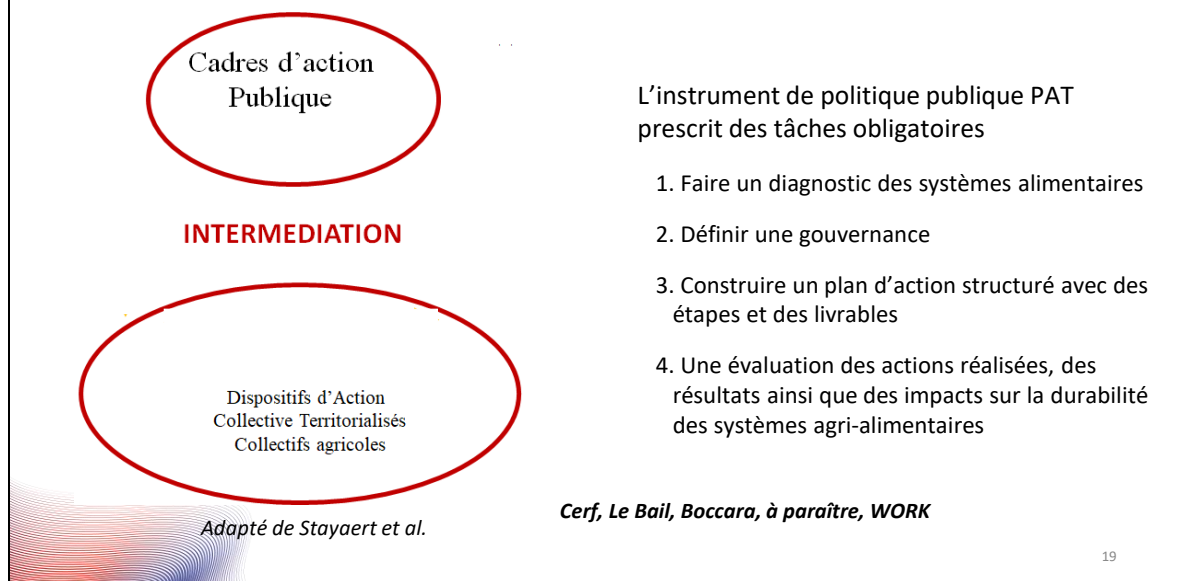 Cadres d’action
Publique
INTERMEDIATION
Dispositifs d’Action
Collective Territorialisés
Collectifs agricoles
Adapté de Stayaert et al.
L’instrument de politique publique PAT
prescrit des tâches obligatoires
1. Faire un diagnostic des systèmes alimentaires
2. Définir une gouvernance
3. Construire un plan d’action structuré avec des
étapes et des livrables
4. Une évaluation des actions réalisées, des
résultats ainsi que des impacts sur la durabilité
des systèmes agri-alimentaires
Cerf, Le Bail, Boccara, à paraître, WORK
19